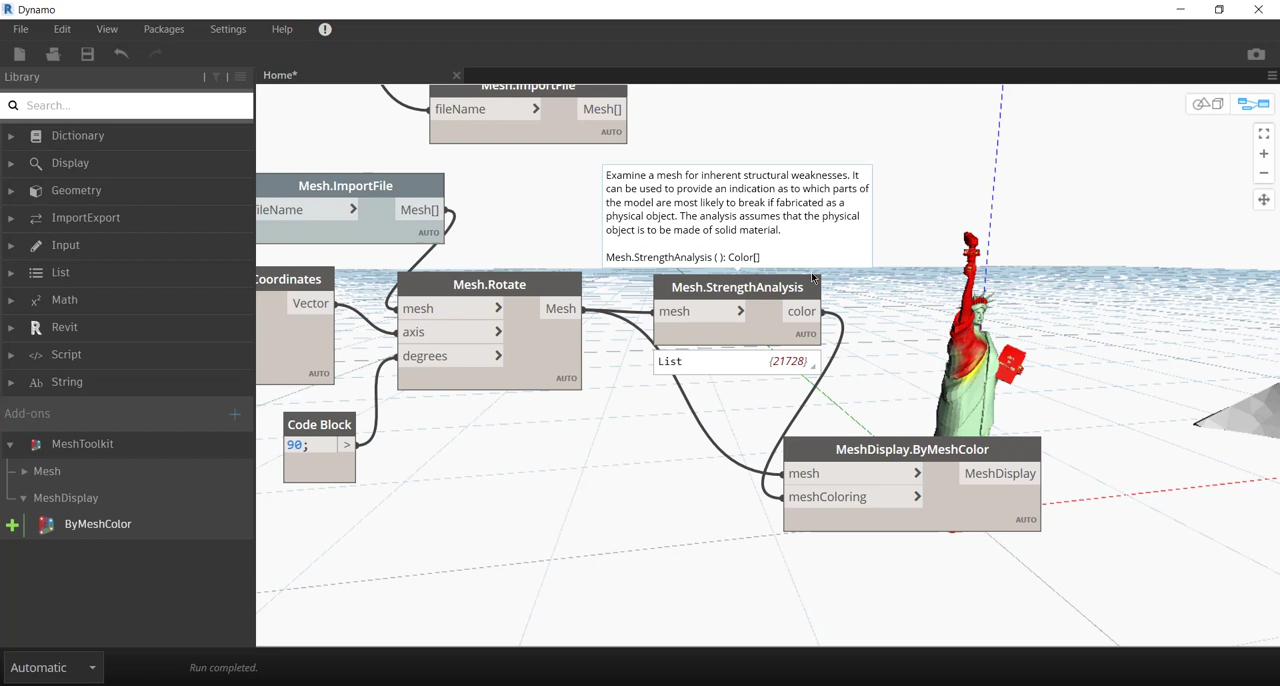 Dynamo
File Edit View Packages Settings Help
Library
Home*
Search...
Dictionary
Display
Geometry
ImportExport
Input
List
Math
Revit
Script
String
Add-ons
MeshToolkit
Mesh
MeshDisplay
ByMeshColor
Mesh.ImportFile
fileName > Mesh[]
AUTO
Mesh.ImportFile
ileName > Mesh[]
AUTO
Examine a mesh for inherent structural weaknesses. It
can be used to provide an indication as to which parts of
the model are most likely to break if fabricated as a
physical object. The analysis assumes that the physical
object is to be made of solid material.
Mesh.StrengthAnalysis ( ): Color[]
Coordinates
Vector
AUTO
Mesh.Rotate
mesh > Mesh
axis >
degrees >
AUTO
Mesh.StrengthAnalysis
mesh > color
AUTO
List {21728}
Code Block
90; >
MeshDisplay.ByMeshColor
mesh > MeshDisplay
meshColoring >
AUTO
Automatic
Run completed.